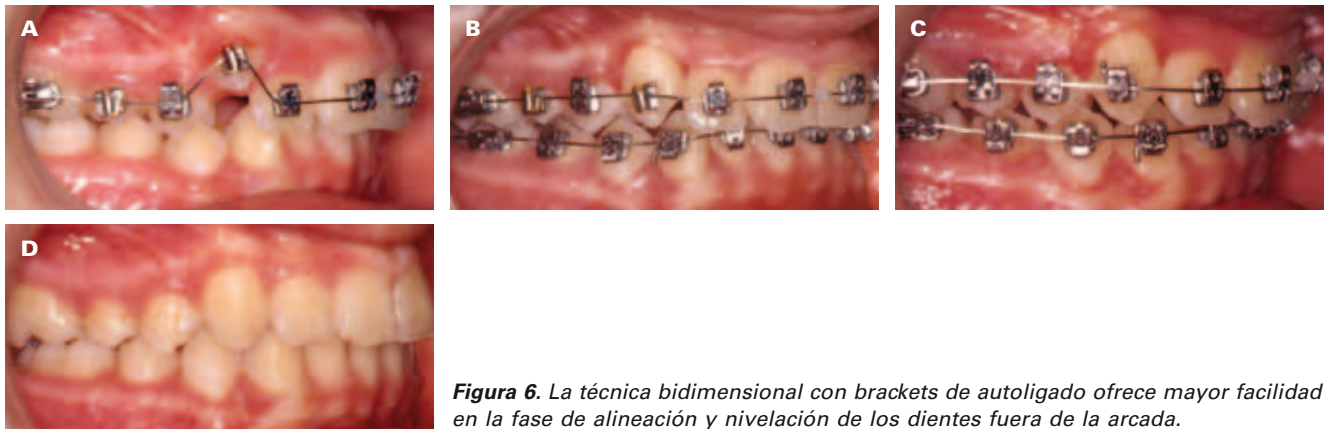 A
B
C
D
Figura 6. La técnica bidimensional con brackets de autoligado ofrece mayor facilidad
en la fase de alineación y nivelación de los dientes fuera de la arcada.